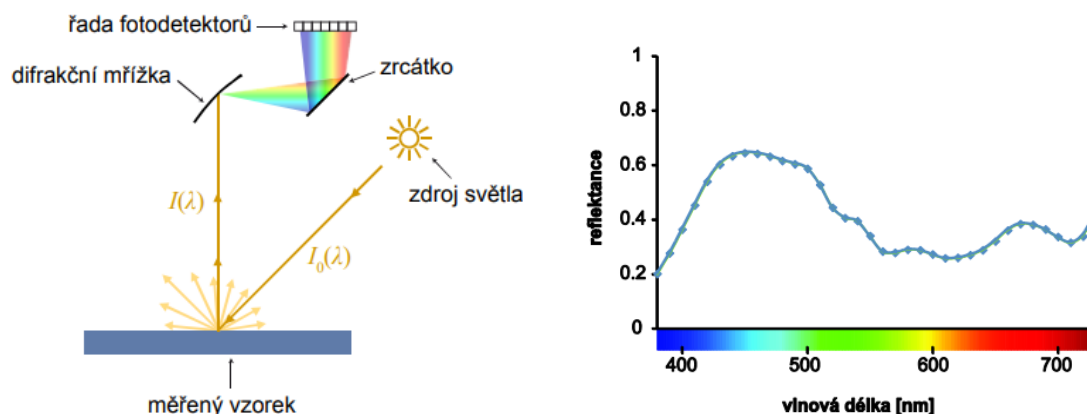 řada fotodetektorů
difrakční mřížka
zrcátko
zdroj světla
I(λ)
I₀(λ)
měřený vzorek
1
0.8
0.6
0.4
0.2
0
reflektance
400 500 600 700
vlnová délka [nm]